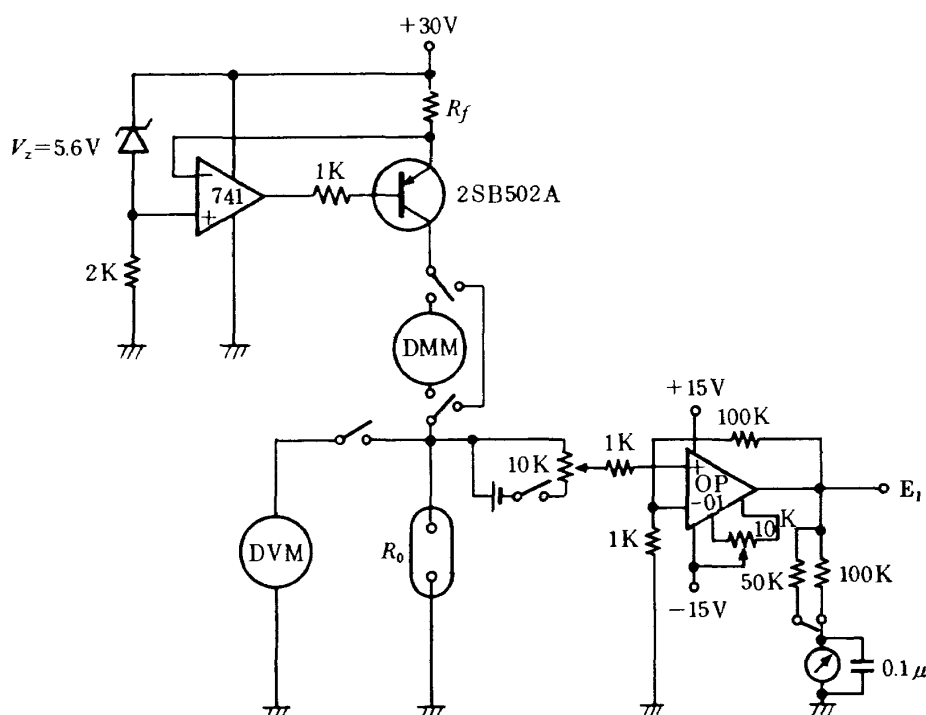 +30V
R_f
V_z=5.6V
−
741
+
1K
2SB502A
2K
DMM
+15V
100K
1K
10K
+
OP
-01
E_1
10K
1K
DVM
R_0
50K
100K
−15V
0.1μ